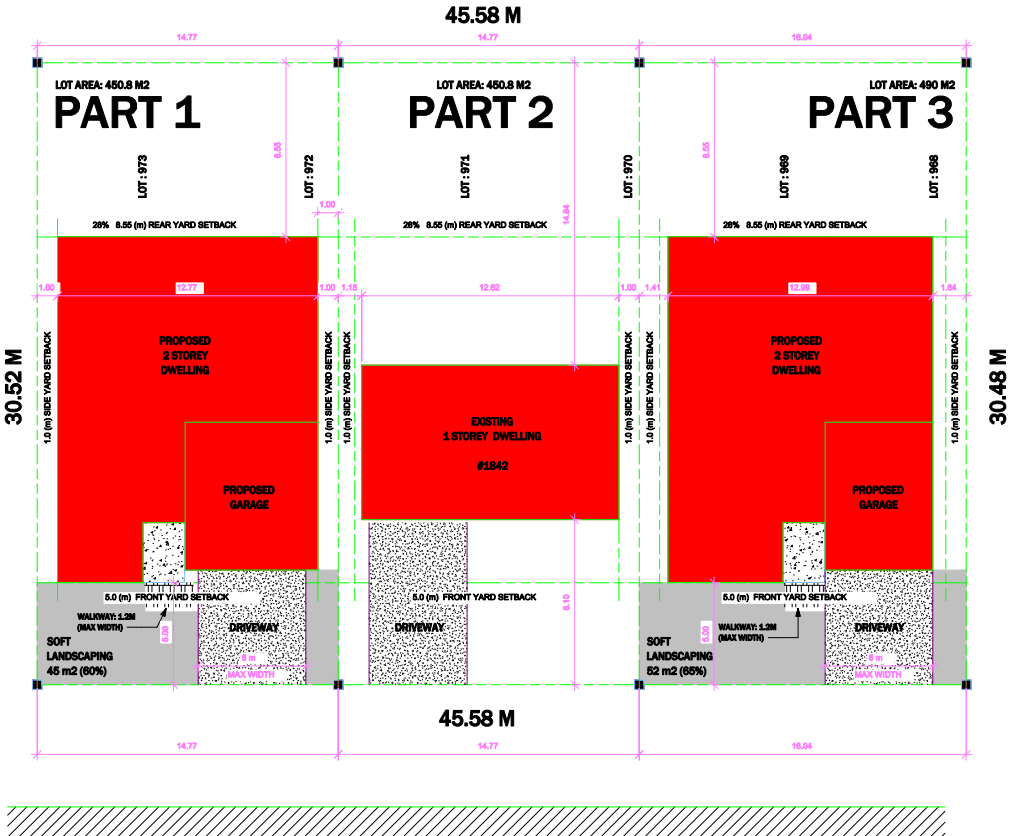 45.58 M
14.77 14.77 16.04
LOT AREA: 450.8 M2 LOT AREA: 450.8 M2 LOT AREA: 490 M2
PART 1 PART 2 PART 3
LOT : 973 8.55 LOT : 972 LOT : 971 LOT : 970 8.55 LOT : 969 LOT : 968
1.00 14.84
28% 8.55 (m) REAR YARD SETBACK 28% 8.55 (m) REAR YARD SETBACK 28% 8.55 (m) REAR YARD SETBACK
1.00 12.77 1.00 1.15 12.62 1.00 1.41 12.99 1.64
30.52 M
1.0 (m) SIDE YARD SETBACK
PROPOSED
2 STOREY
DWELLING
1.0 (m) SIDE YARD SETBACK
1.0 (m) SIDE YARD SETBACK
1.0 (m) SIDE YARD SETBACK
1.0 (m) SIDE YARD SETBACK
PROPOSED
2 STOREY
DWELLING
1.0 (m) SIDE YARD SETBACK
30.48 M
EXISTING
1 STOREY DWELLING
#1842
PROPOSED
GARAGE
PROPOSED
GARAGE
5.0 (m) FRONT YARD SETBACK 5.0 (m) FRONT YARD SETBACK 5.0 (m) FRONT YARD SETBACK
8.10
WALKWAY: 1.2M
(MAX WIDTH)
5.00
DRIVEWAY
DRIVEWAY
WALKWAY: 1.2M
(MAX WIDTH)
5.00
DRIVEWAY
SOFT
LANDSCAPING
45 m2 (60%)
6 m
MAX WIDTH
SOFT
LANDSCAPING
52 m2 (65%)
6 m
MAX WIDTH
45.58 M
14.77 14.77 16.04